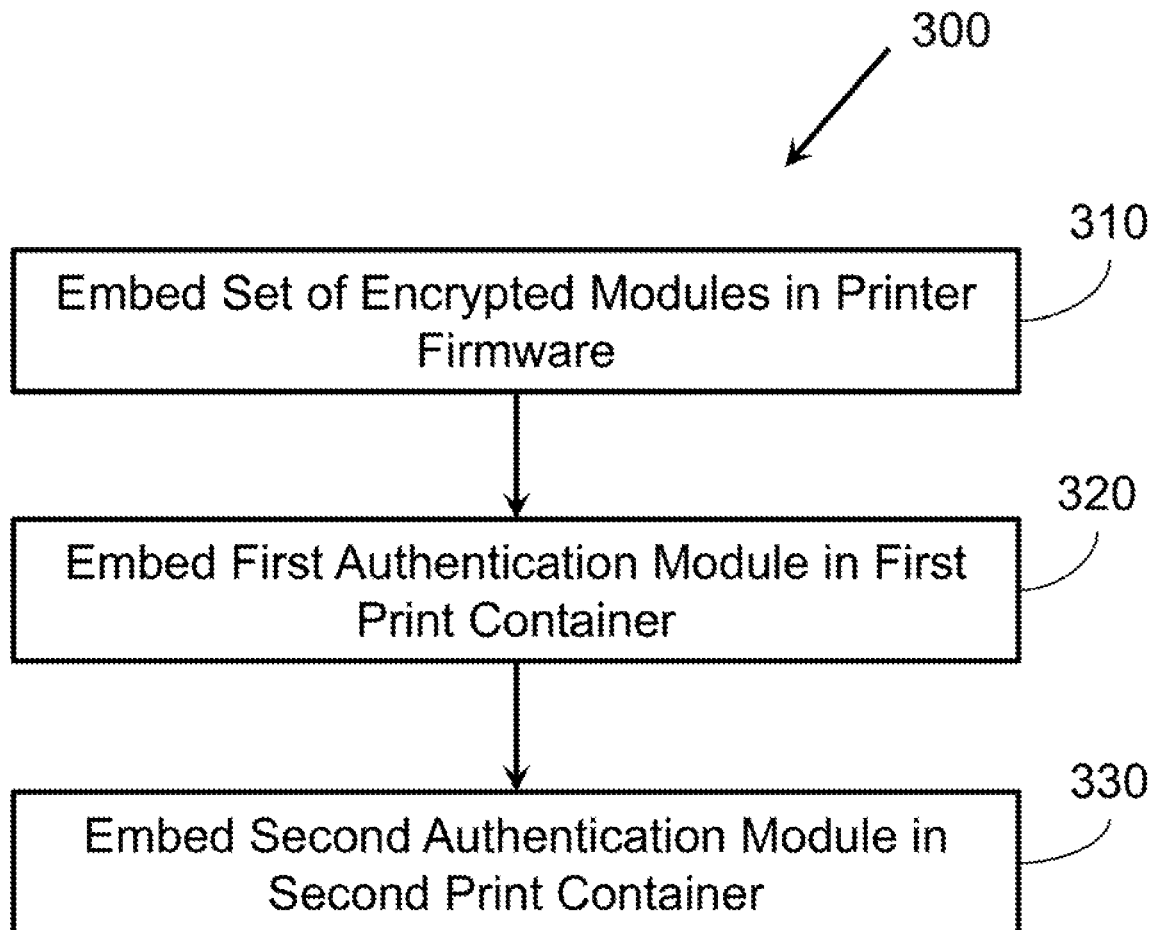 300
310
Embed Set of Encrypted Modules in Printer
Firmware
320
Embed First Authentication Module in First
Print Container
330
Embed Second Authentication Module in
Second Print Container